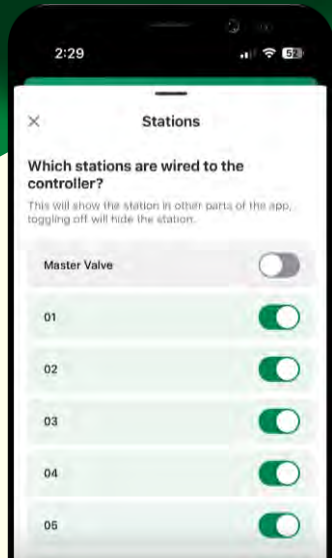 2:29
52
Stations
Which stations are wired to the
controller?
This will show the station in other parts of the app,
toggling off will hide the station.
Master Valve
01
02
03
04
05